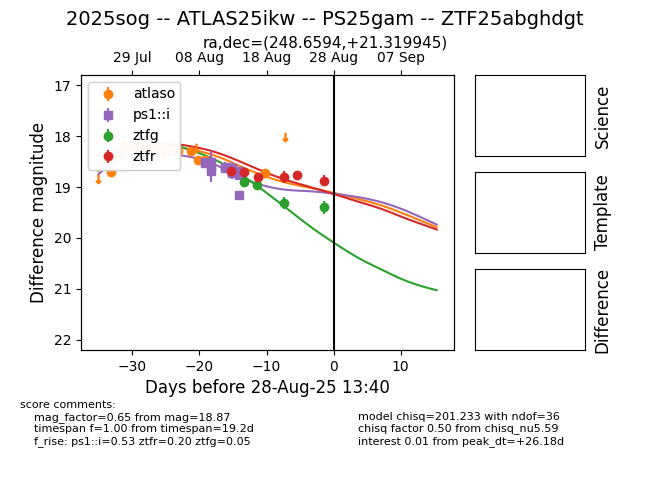 2025sog -- ATLAS25ikw -- PS25gam -- ZTF25abghdgt
ra,dec=(248.6594,+21.319945)
29 Jul 08 Aug 18 Aug 28 Aug 07 Sep
17
18
19
20
21
22
Difference magnitude
atlaso
ps1::i
ztfg
ztfr
−30 −20 −10 0 10
Days before 28-Aug-25 13:40
Science
Template
Difference
score comments:
mag_factor=0.65 from mag=18.87
timespan f=1.00 from timespan=19.2d
f_rise: ps1::i=0.53 ztfr=0.20 ztfg=0.05
model chisq=201.233 with ndof=36
chisq factor 0.50 from chisq_nu5.59
interest 0.01 from peak_dt=+26.18d